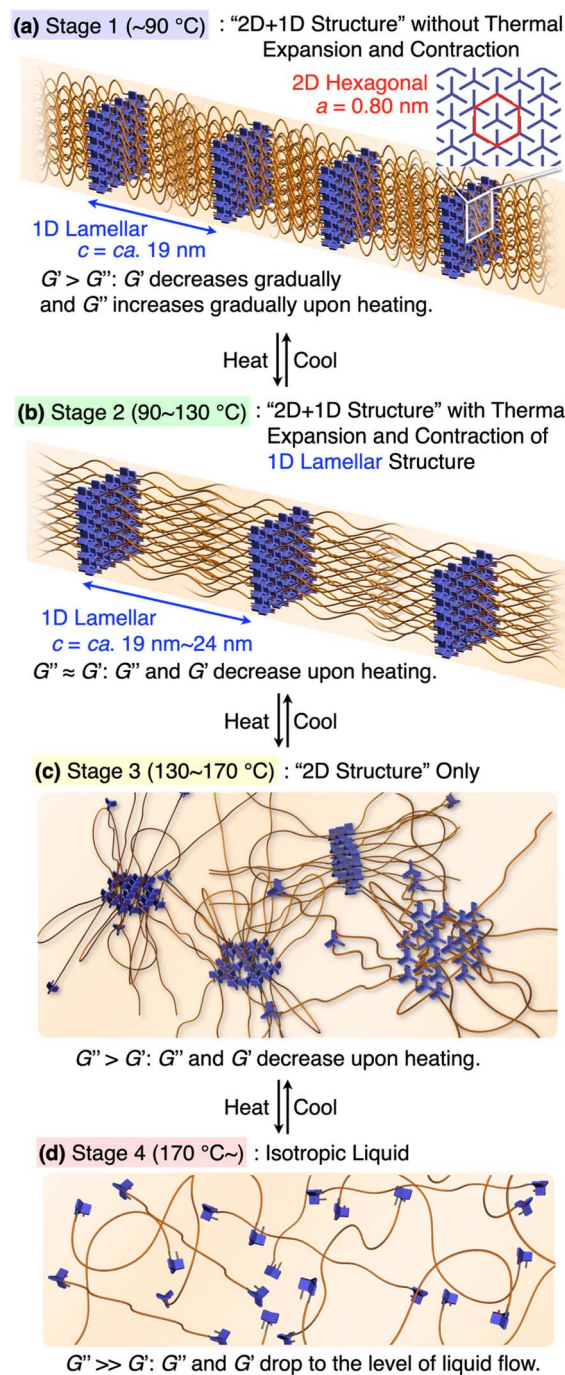 (a) Stage 1 (~90 °C) : “2D+1D Structure” without Thermal
Expansion and Contraction
2D Hexagonal
a = 0.80 nm
1D Lamellar
c = ca. 19 nm
G’ > G”: G’ decreases gradually
and G” increases gradually upon heating.
Heat Cool
(b) Stage 2 (90~130 °C) : “2D+1D Structure” with Therma
Expansion and Contraction of
1D Lamellar Structure
1D Lamellar
c = ca. 19 nm~24 nm
G” ≈ G’: G” and G’ decrease upon heating.
Heat Cool
(c) Stage 3 (130~170 °C) : “2D Structure” Only
G” > G’: G” and G’ decrease upon heating.
Heat Cool
(d) Stage 4 (170 °C~) : Isotropic Liquid
G” >> G’: G” and G’ drop to the level of liquid flow.